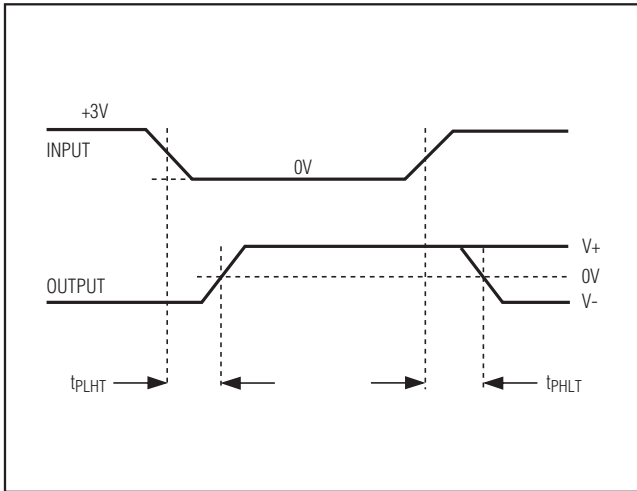 +3V
INPUT
0V
V+
0V
OUTPUT
V-
tPLHT
tPHLT